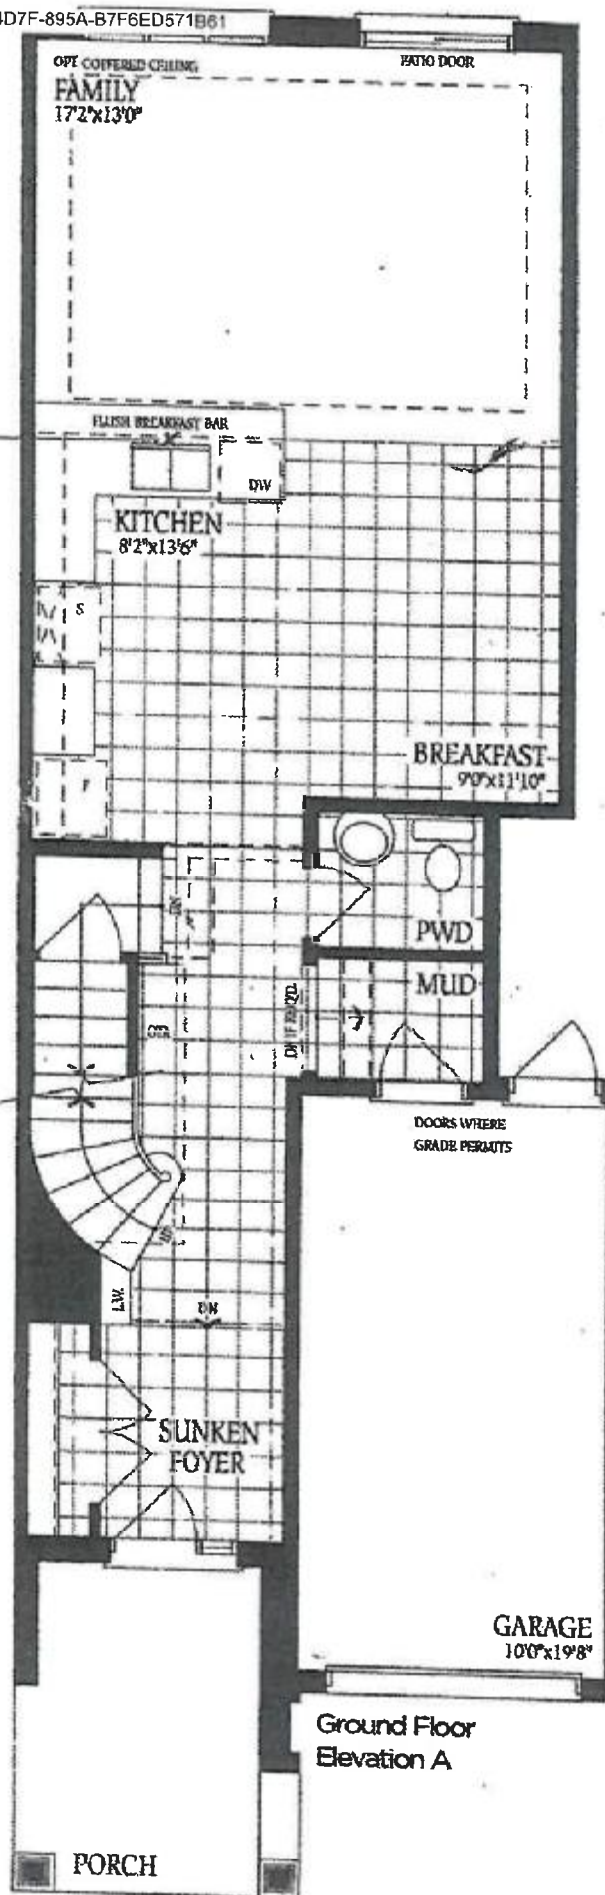 4D7F-895A-B7F6ED571B61
OPT COFFERED CEILING
PATIO DOOR
FAMILY
17'2"x13'0"
FLUSH BREAKFAST BAR
DW
KITCHEN
8'2"x13'6"
S
BREAKFAST
9'0"x11'10"
F
DN
PWD
MUD
DN IF REQ'D.
DOORS WHERE
GRADE PERMITS
UP
L.W.
DN
SUNKEN
FOYER
GARAGE
10'0"x19'8"
Ground Floor
Elevation A
PORCH